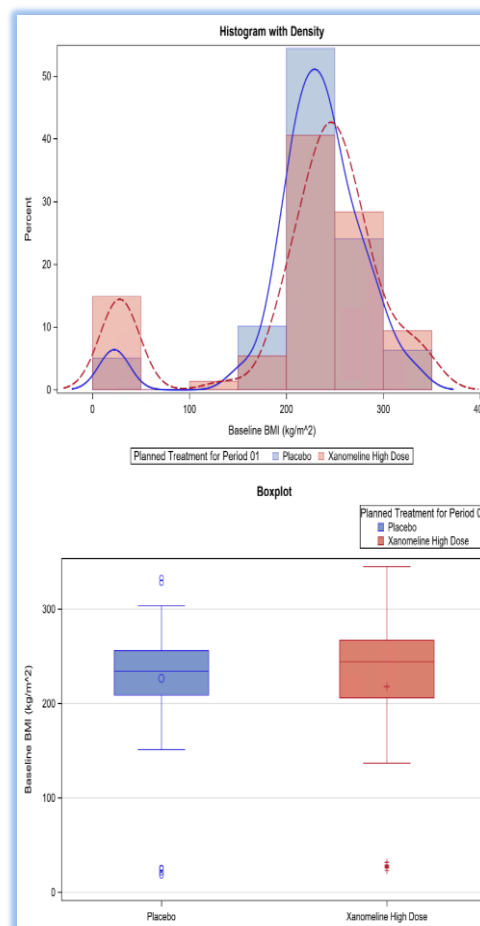 Histogram with Density
50
40
30
20
10
0
Percent
0 100 200 300
Baseline BMI (kg/m^2)
Planned Treatment for Period 01 Placebo Xanomeline High Dose
Boxplot
Planned Treatment for Period
Placebo
Xanomeline High Dose
300
200
100
0
Baseline BMI (kg/m^2)
Placebo Xanomeline High Dose